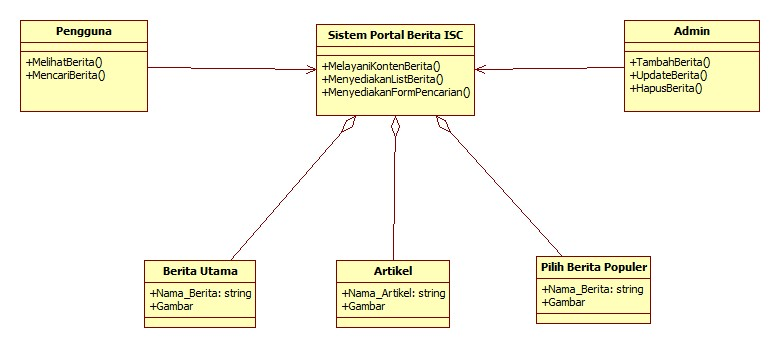 Pengguna
+MelihatBerita()
+MencariBerita()
Sistem Portal Berita ISC
+MelayaniKontenBerita()
+MenyediakanListBerita()
+MenyediakanFormPencarian()
Admin
+TambahBerita()
+UpdateBerita()
+HapusBerita()
Berita Utama
+Nama_Berita: string
+Gambar
Artikel
+Nama_Artikel: string
+Gambar
Pilih Berita Populer
+Nama_Berita: string
+Gambar